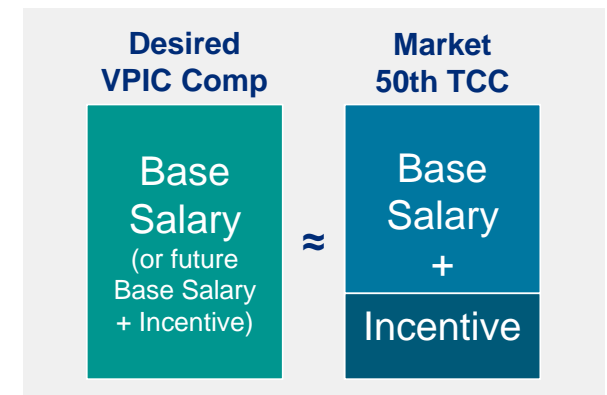 Desired
VPIC Comp
Base
Salary
(or future
Base Salary
+ Incentive)
≈
Market
50th TCC
Base
Salary
+
Incentive